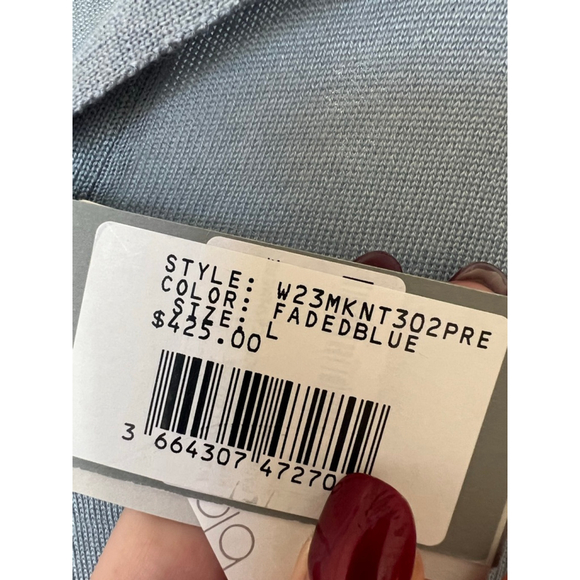 STYLE: W23MKNT302PRE
COLOR: FADEDBLUE
SIZE: L
$425.00
3 664307 47270